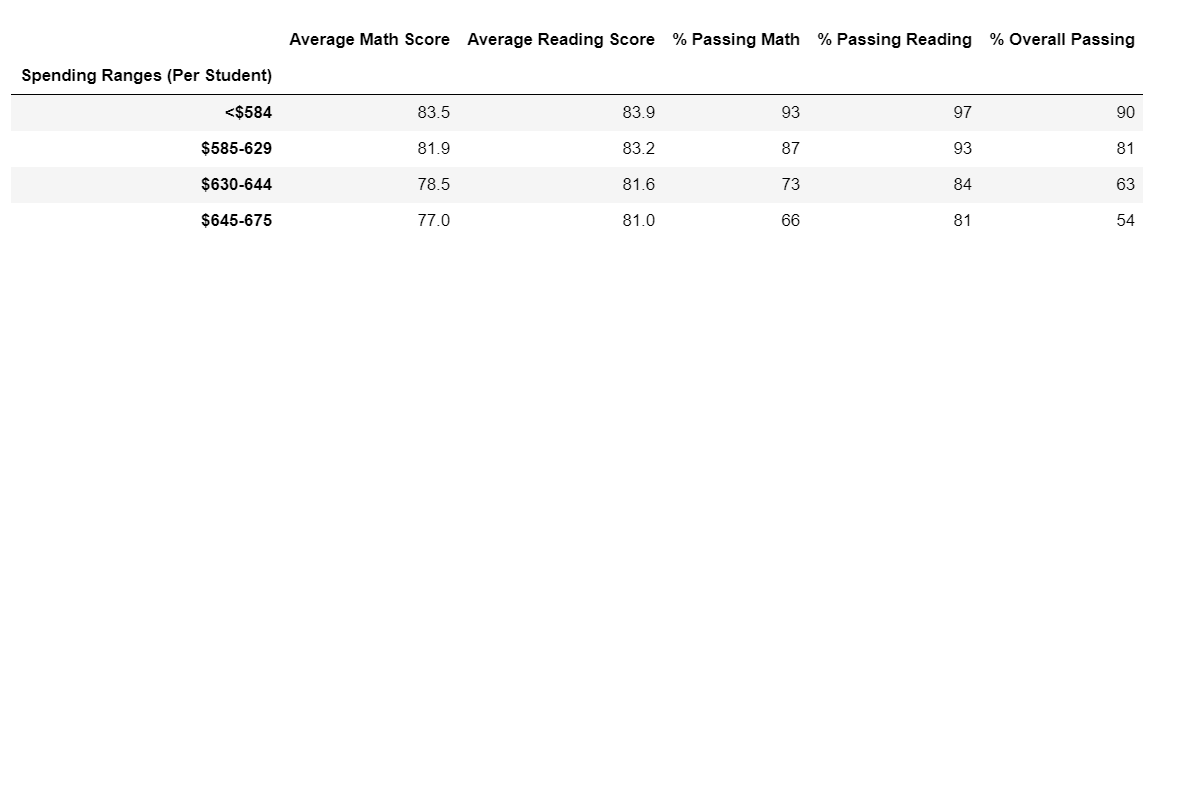 Average Math Score Average Reading Score % Passing Math % Passing Reading % Overall Passing
Spending Ranges (Per Student)
<$584 83.5 83.9 93 97 90
$585-629 81.9 83.2 87 93 81
$630-644 78.5 81.6 73 84 63
$645-675 77.0 81.0 66 81 54